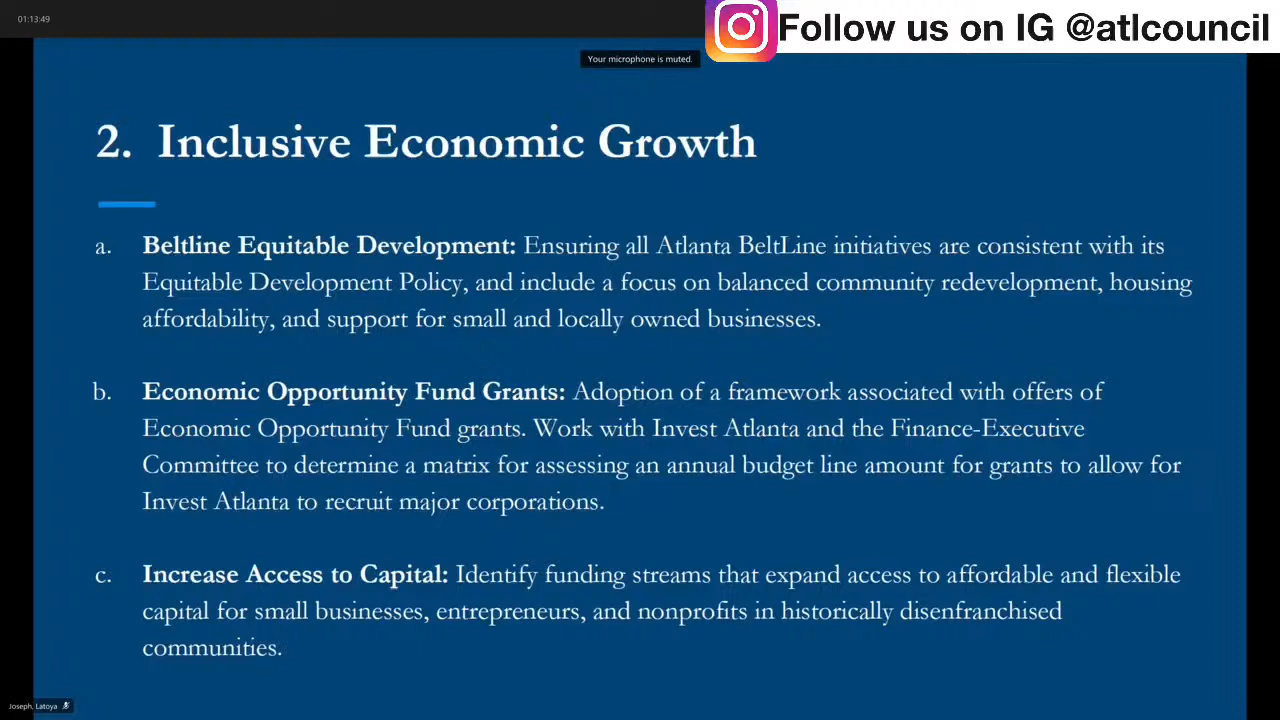 01:13:49
Follow us on IG @atlcouncil
Your microphone is muted.
2. Inclusive Economic Growth
a. Beltline Equitable Development: Ensuring all Atlanta BeltLine initiatives are consistent with its
Equitable Development Policy, and include a focus on balanced community redevelopment, housing
affordability, and support for small and locally owned businesses.
b. Economic Opportunity Fund Grants: Adoption of a framework associated with offers of
Economic Opportunity Fund grants. Work with Invest Atlanta and the Finance-Executive
Committee to determine a matrix for assessing an annual budget line amount for grants to allow for
Invest Atlanta to recruit major corporations.
c. Increase Access to Capital: Identify funding streams that expand access to affordable and flexible
capital for small businesses, entrepreneurs, and nonprofits in historically disenfranchised
communities.
Joseph, Latoya